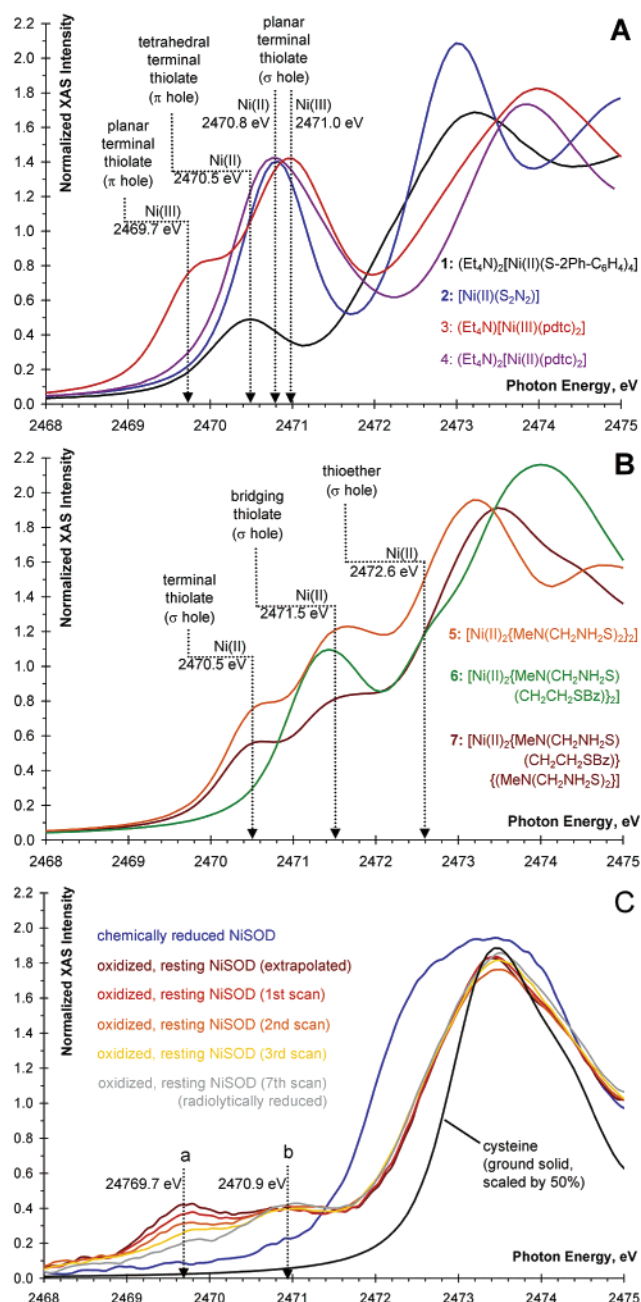 A
Normalized XAS Intensity
2.2
2.0
1.8
1.6
1.4
1.2
1.0
0.8
0.6
0.4
0.2
0.0
planar
terminal
thiolate
(π hole)
Ni(III)
2469.7 eV
tetrahedral
terminal
thiolate
(π hole)
Ni(II)
2470.5 eV
planar
terminal
thiolate
(σ hole)
Ni(II)
2470.8 eV
Ni(III)
2471.0 eV
1: (Et4N)2[Ni(II)(S-2Ph-C6H4)4]
2: [Ni(II)(S2N2)]
3: (Et4N)[Ni(III)(pdtc)2]
4: (Et4N)2[Ni(II)(pdtc)2]
Photon Energy, eV
2468 2469 2470 2471 2472 2473 2474 2475
B
Normalized XAS Intensity
2.2
2.0
1.8
1.6
1.4
1.2
1.0
0.8
0.6
0.4
0.2
0.0
terminal
thiolate
(σ hole)
Ni(II)
2470.5 eV
bridging
thiolate
(σ hole)
Ni(II)
2471.5 eV
thioether
(σ hole)
Ni(II)
2472.6 eV
5: [Ni(II)2{MeN(CH2NH2S)2}2]
6: [Ni(II)2{MeN(CH2NH2S)
(CH2CH2SBz)}2]
7: [Ni(II)2{MeN(CH2NH2S)
(CH2CH2SBz)}
{(MeN(CH2NH2S)2}]
Photon Energy, eV
2468 2469 2470 2471 2472 2473 2474 2475
C
Normalized XAS Intensity
2.2
2.0
1.8
1.6
1.4
1.2
1.0
0.8
0.6
0.4
0.2
0.0
chemically reduced NiSOD
oxidized, resting NiSOD (extrapolated)
oxidized, resting NiSOD (1st scan)
oxidized, resting NiSOD (2nd scan)
oxidized, resting NiSOD (3rd scan)
oxidized, resting NiSOD (7th scan)
(radiolytically reduced)
a
24769.7 eV
b
2470.9 eV
cysteine
(ground solid,
scaled by 50%)
Photon Energy, eV
2468 2469 2470 2471 2472 2473 2474 2475